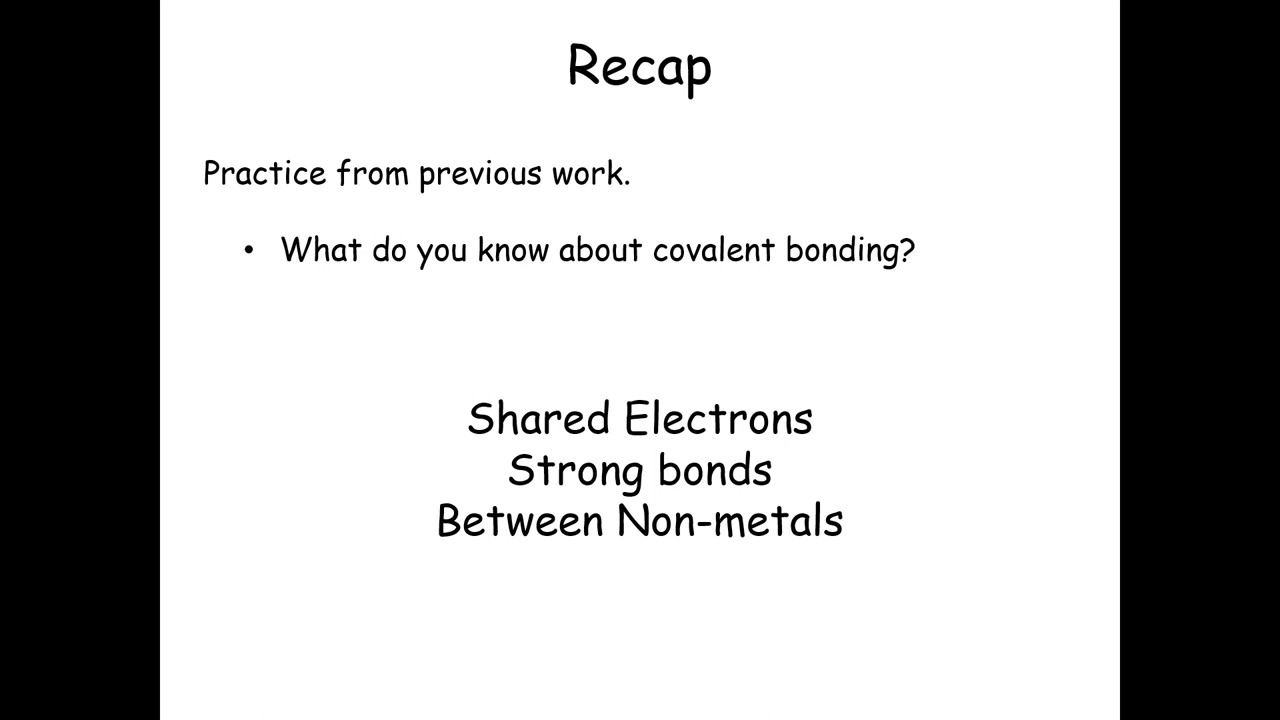 Recap
Practice from previous work.
• What do you know about covalent bonding?
Shared Electrons
Strong bonds
Between Non-metals